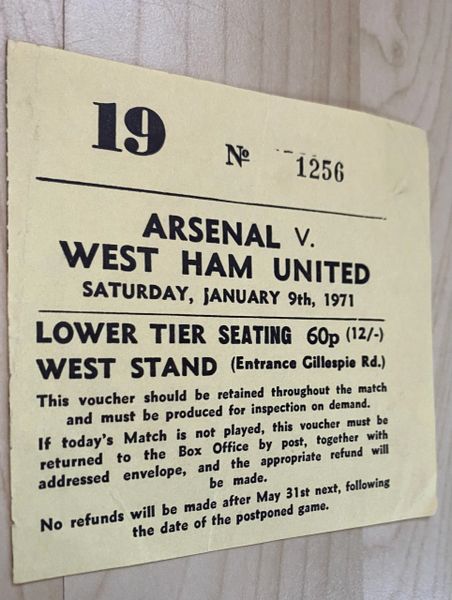 19 № 1256
ARSENAL V.
WEST HAM UNITED
SATURDAY, JANUARY 9th, 1971
LOWER TIER SEATING 60p (12/-)
WEST STAND (Entrance Gillespie Rd.)
This voucher should be retained throughout the match
and must be produced for inspection on demand.
If today's Match is not played, this voucher must be
returned to the Box Office by post, together with
addressed envelope, and the appropriate refund will
be made.
No refunds will be made after May 31st next, following
the date of the postponed game.